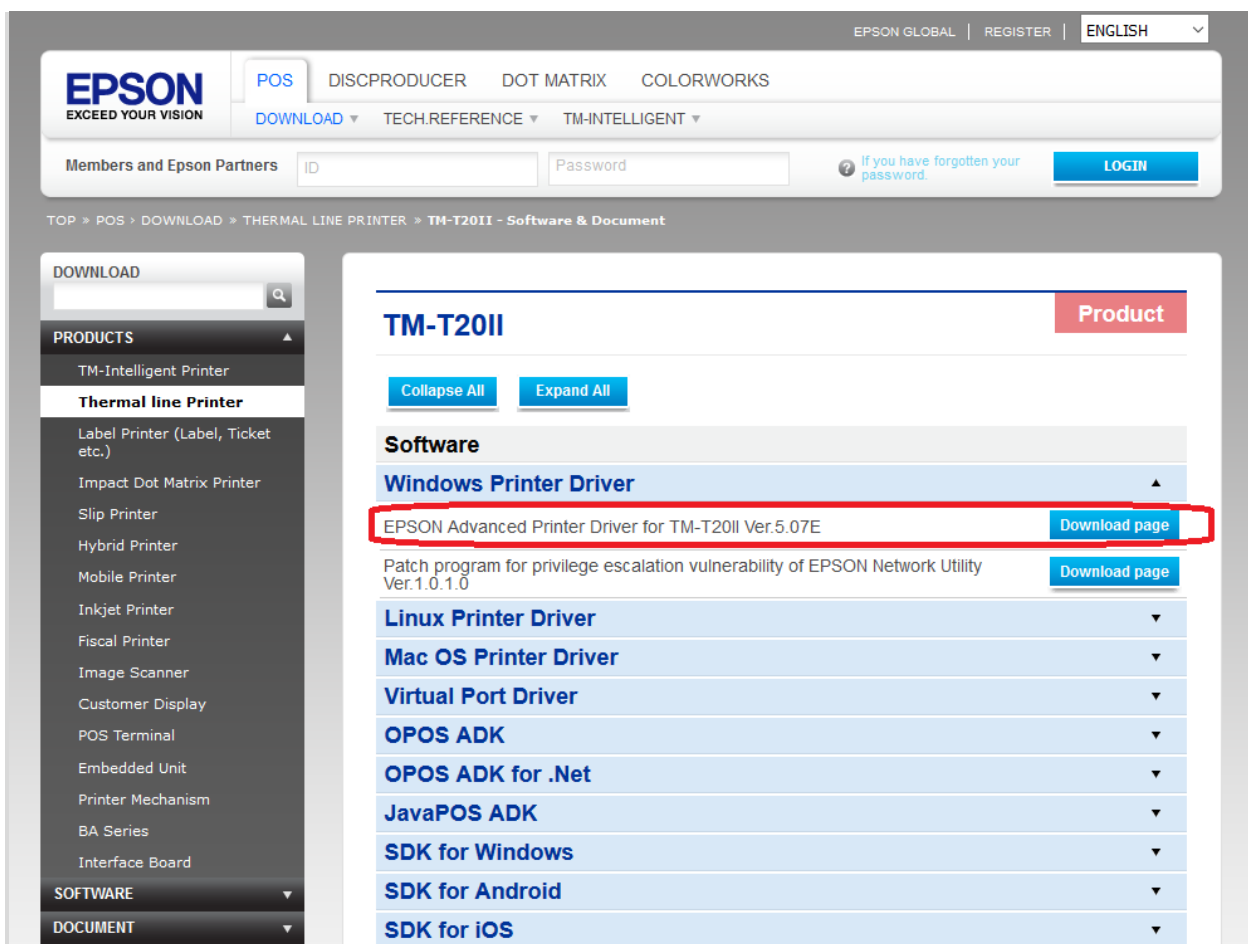 EPSON GLOBAL | REGISTER | ENGLISH
EPSON
EXCEED YOUR VISION
POS DISCPRODUCER DOT MATRIX COLORWORKS
DOWNLOAD ▼ TECH.REFERENCE ▼ TM-INTELLIGENT ▼
Members and Epson Partners ID Password ? If you have forgotten your
password.
LOGIN
TOP » POS › DOWNLOAD » THERMAL LINE PRINTER » TM-T20II - Software & Document
DOWNLOAD
PRODUCTS ▲
TM-Intelligent Printer
Thermal line Printer
Label Printer (Label, Ticket
etc.)
Impact Dot Matrix Printer
Slip Printer
Hybrid Printer
Mobile Printer
Inkjet Printer
Fiscal Printer
Image Scanner
Customer Display
POS Terminal
Embedded Unit
Printer Mechanism
BA Series
Interface Board
SOFTWARE ▼
DOCUMENT ▼
TM-T20II
Product
Collapse All Expand All
Software
Windows Printer Driver ▲
EPSON Advanced Printer Driver for TM-T20II Ver.5.07E Download page
Patch program for privilege escalation vulnerability of EPSON Network Utility
Ver.1.0.1.0
Download page
Linux Printer Driver ▼
Mac OS Printer Driver ▼
Virtual Port Driver ▼
OPOS ADK ▼
OPOS ADK for .Net ▼
JavaPOS ADK ▼
SDK for Windows ▼
SDK for Android ▼
SDK for iOS ▼